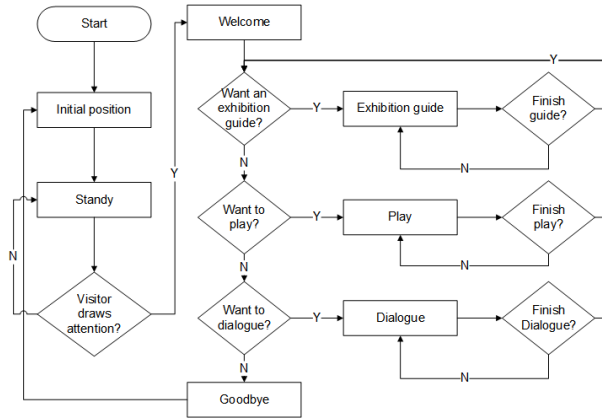 Start
Welcome
Y
Want an
exhibition
guide?
Y
Exhibition guide
Finish
guide?
Initial position
N
N
Y
Standy
Want to
play?
Y
Play
Finish
play?
N
N
N
Visitor
draws
attention?
Y
Want to
dialogue?
Y
Dialogue
Finish
Dialogue?
N
N
Goodbye